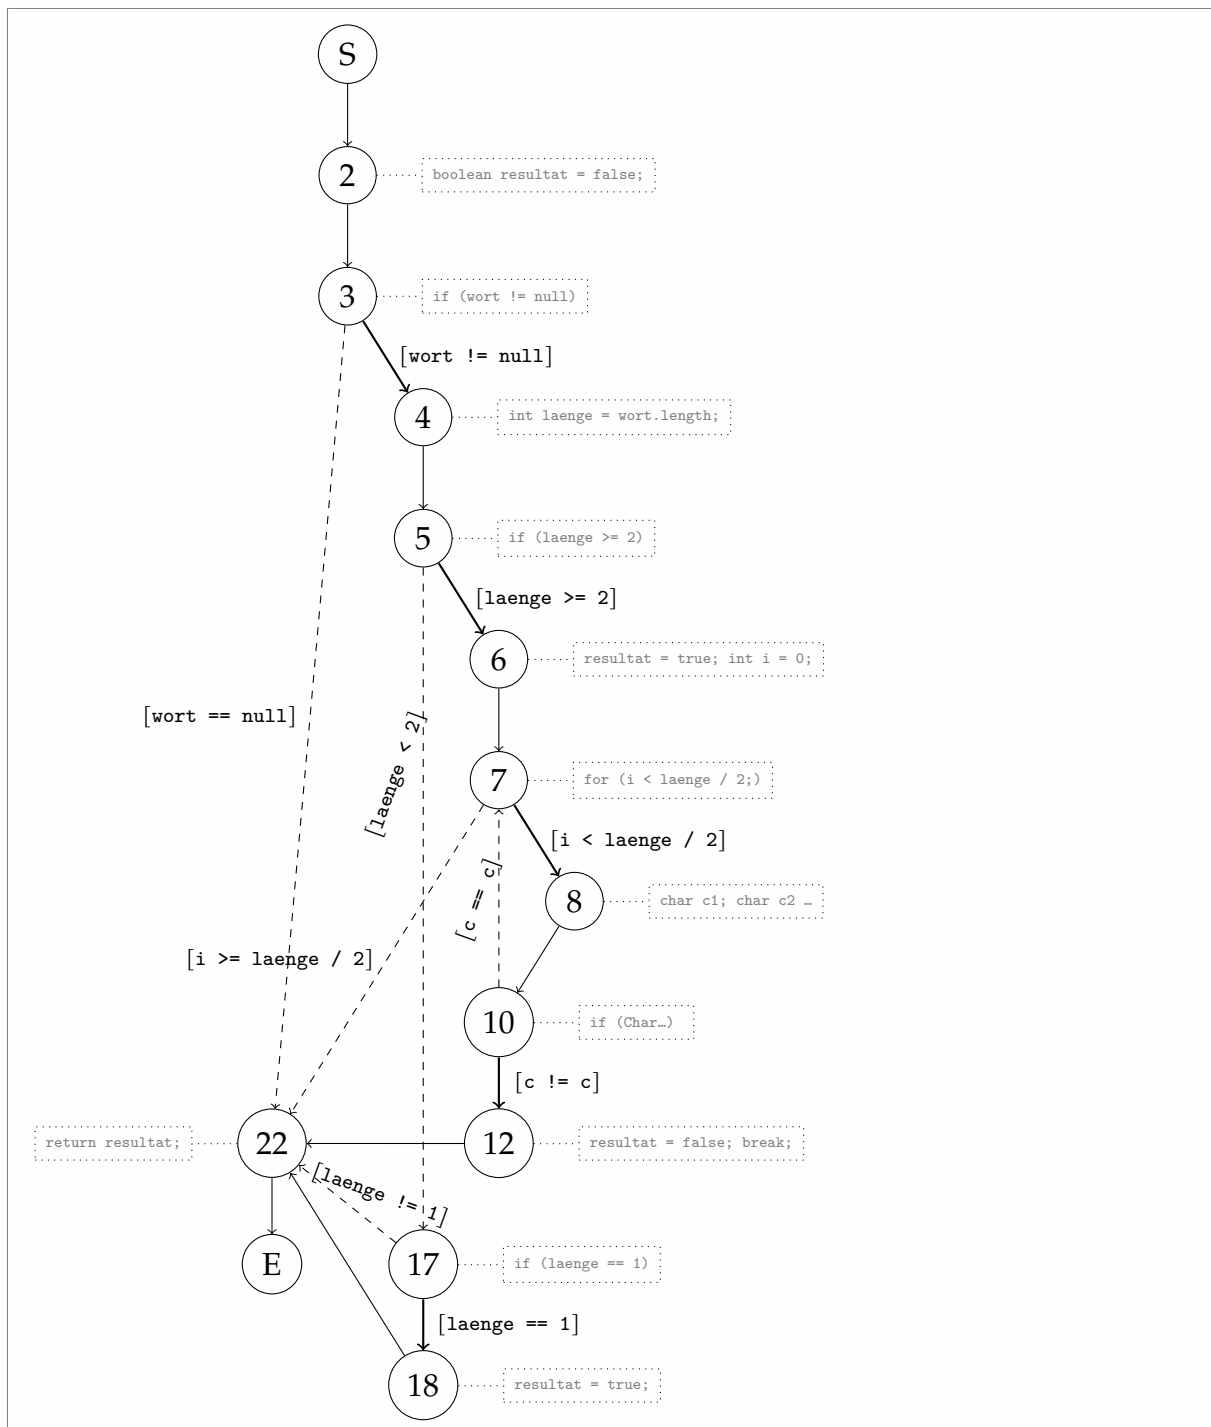 S
2
boolean resultat = false;
3
if (wort != null)
[wort != null]
4
int laenge = wort.length;
5
if (laenge >= 2)
[laenge >= 2]
6
resultat = true; int i = 0;
[wort == null]
[laenge < 2]
7
for (i < laenge / 2;)
[i < laenge / 2]
8
char c1; char c2 …
[c == c]
[i >= laenge / 2]
10
if (Char…)
[c != c]
return resultat;
22
12
resultat = false; break;
[laenge != 1]
E
17
if (laenge == 1)
[laenge == 1]
18
resultat = true;